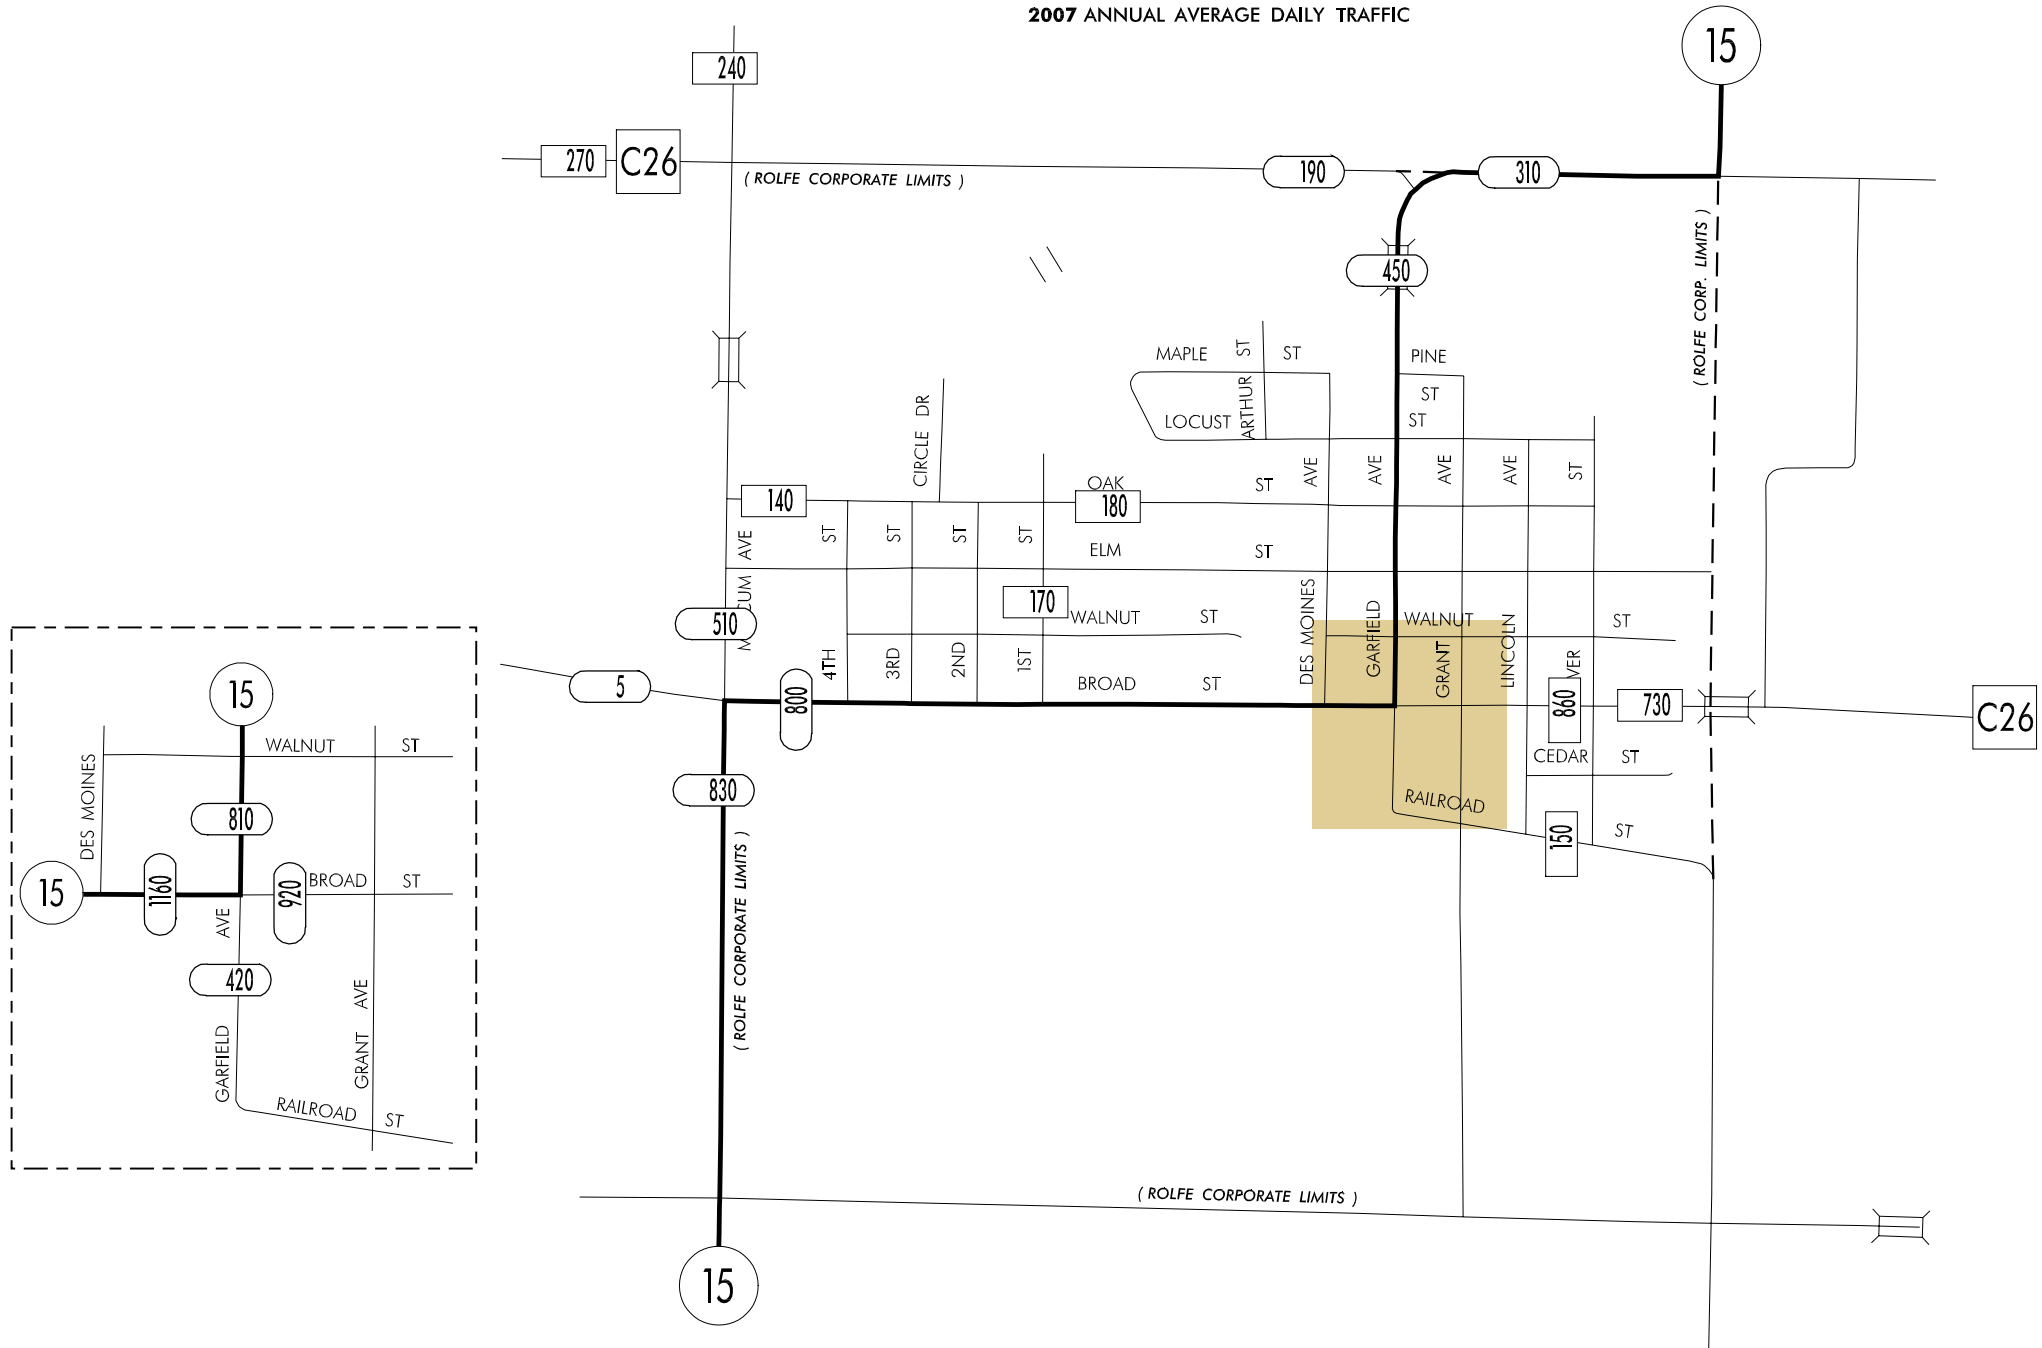 2007 ANNUAL AVERAGE DAILY TRAFFIC
15
240
270
C26
190
310
( ROLFE CORPORATE LIMITS )
( ROLFE CORP. LIMITS )
450
MAPLE ST
ARTHUR ST
PINE
ST
LOCUST
ST
CIRCLE DR
AVE
AVE
AVE
AVE
ST
OAK ST
140
180
AVE
ST
ST
ST
ST
ELM ST
170
510
WALNUT ST
DES MOINES
GARFIELD
WALNUT ST
GRANT
LINCOLN
4TH
3RD
2ND
1ST
5
800
BROAD ST
860
730
C26
830
CEDAR ST
RAILROAD
150
ST
( ROLFE CORPORATE LIMITS )
( ROLFE CORPORATE LIMITS )
15
15
WALNUT ST
DES MOINES
810
15
1160
920
BROAD ST
AVE
420
GARFIELD
GRANT AVE
RAILROAD ST